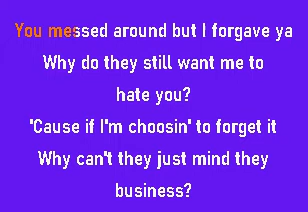 You messed around but I forgave ya
Why do they still want me to
hate you?
'Cause if I'm choosin' to forget it
Why can't they just mind they
business?